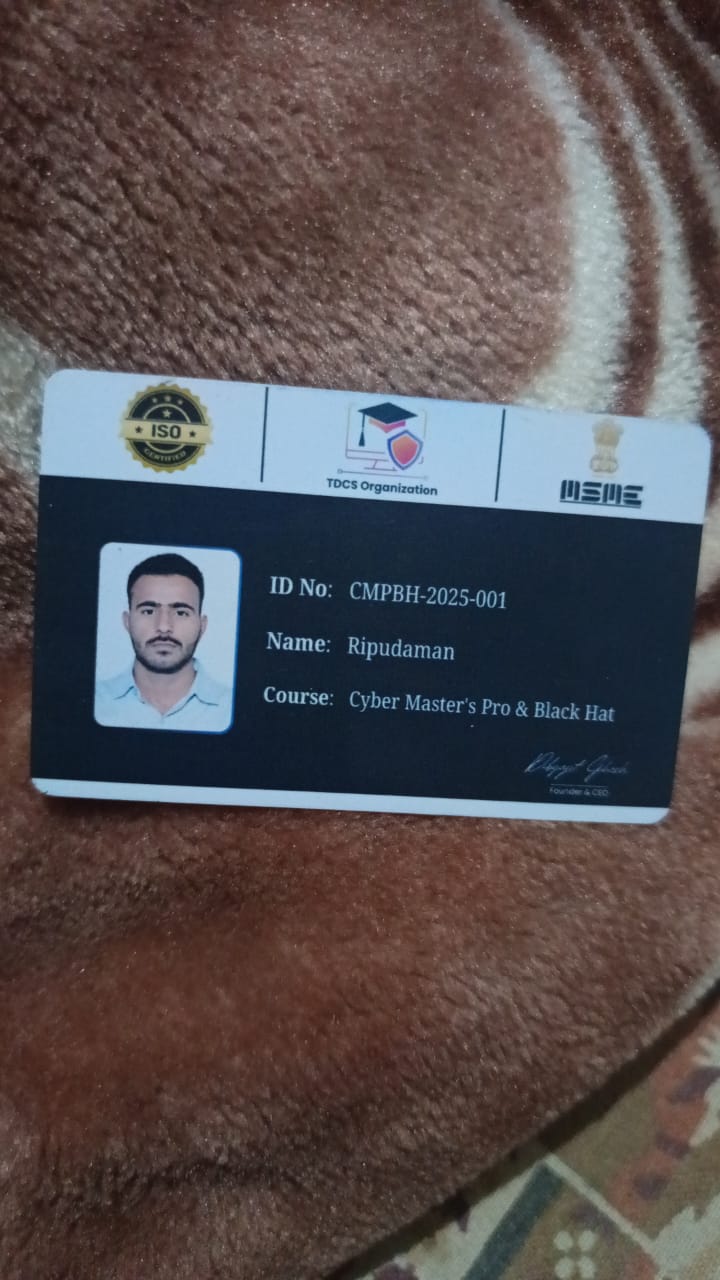 ISO
CERTIFIED
TDCS Organization
MSME
ID No: CMPBH-2025-001
Name: Ripudaman
Course: Cyber Master's Pro & Black Hat
Founder & CEO